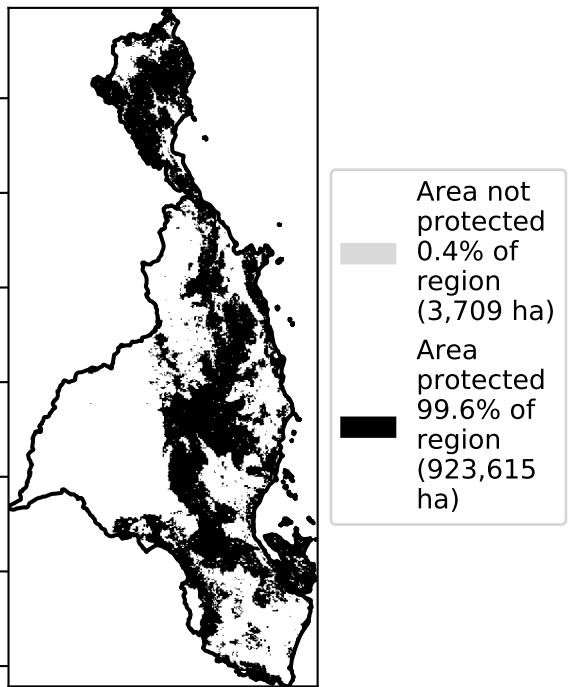 Area not
protected
0.4% of
region
(3,709 ha)
Area
protected
99.6% of
region
(923,615
ha)